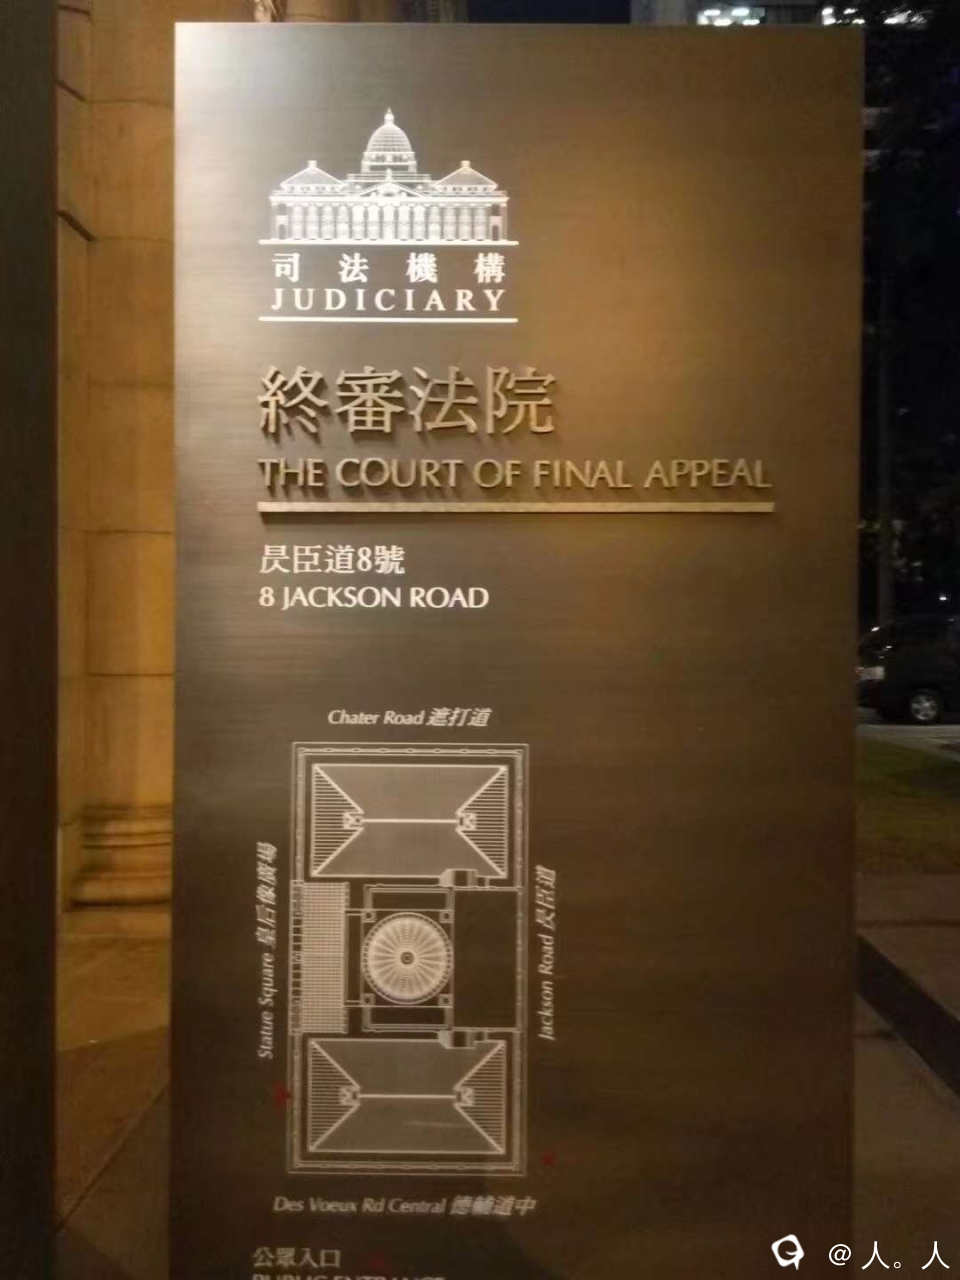 司法機構
JUDICIARY
終審法院
THE COURT OF FINAL APPEAL
昃臣道8號
8 JACKSON ROAD
Chater Road 遮打道
Statue Square 皇后像廣場
Jackson Road 昃臣道
Des Voeux Rd Central 德輔道中
公眾入口
PUBLIC ENTRANCE
@人。人